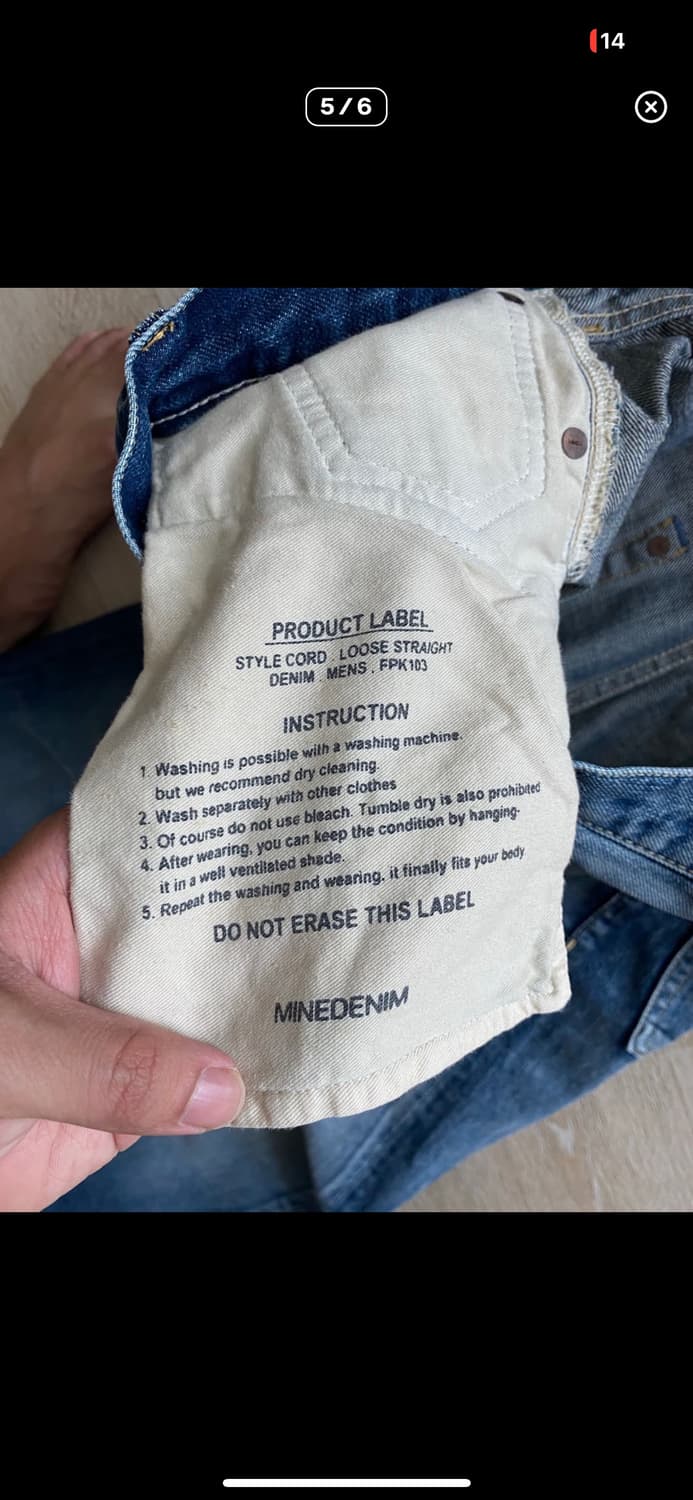 14
5/6
PRODUCT LABEL
STYLE CORD . LOOSE STRAIGHT
DENIM . MENS . FPK103
INSTRUCTION
1. Washing is possible with a washing machine.
but we recommend dry cleaning.
2. Wash separately with other clothes
3. Of course do not use bleach. Tumble dry is also prohibited
4. After wearing, you can keep the condition by hanging-
it in a well ventilated shade.
5. Repeat the washing and wearing. it finally fits your body
DO NOT ERASE THIS LABEL
MINEDENIM